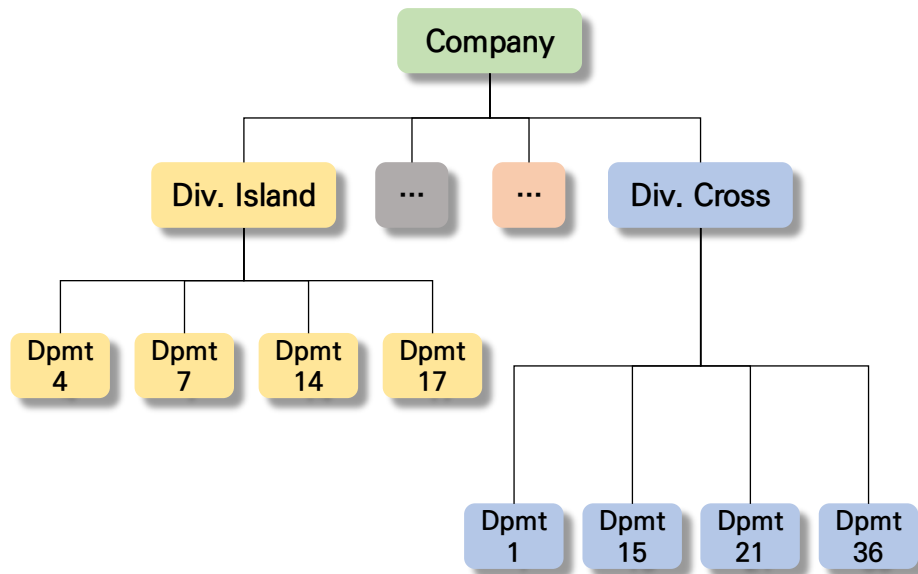 Company
Div. Island
...
...
Div. Cross
Dpmt
4
Dpmt
7
Dpmt
14
Dpmt
17
Dpmt
1
Dpmt
15
Dpmt
21
Dpmt
36